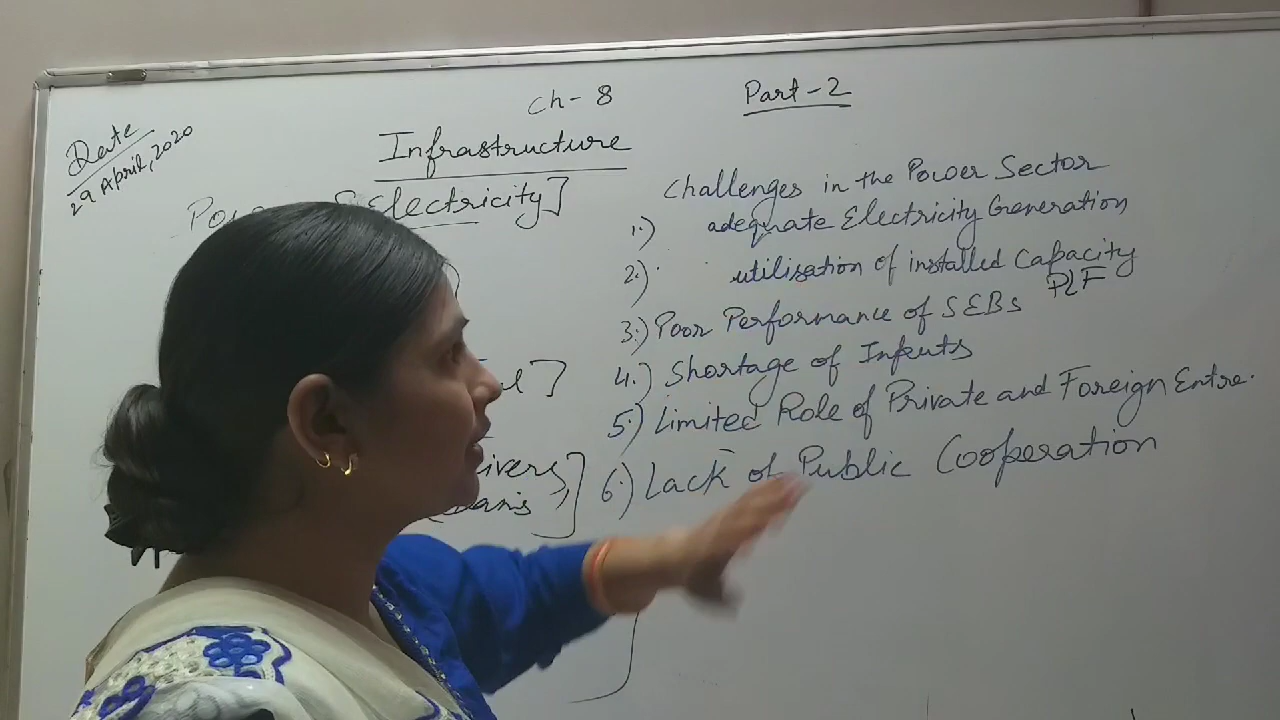 Ch- 8
Part-2
Date
29 April, 2020
Infrastructure
Electricity]
Challenges in the Power Sector
1.) adequate Electricity Generation
2.) utilisation of installed Capacity
PLF
3.) Poor Performance of SEBs
4.) Shortage of Inputs
5.) Limited Role of Private and Foreign Entre.
6.) Lack of Public Cooperation